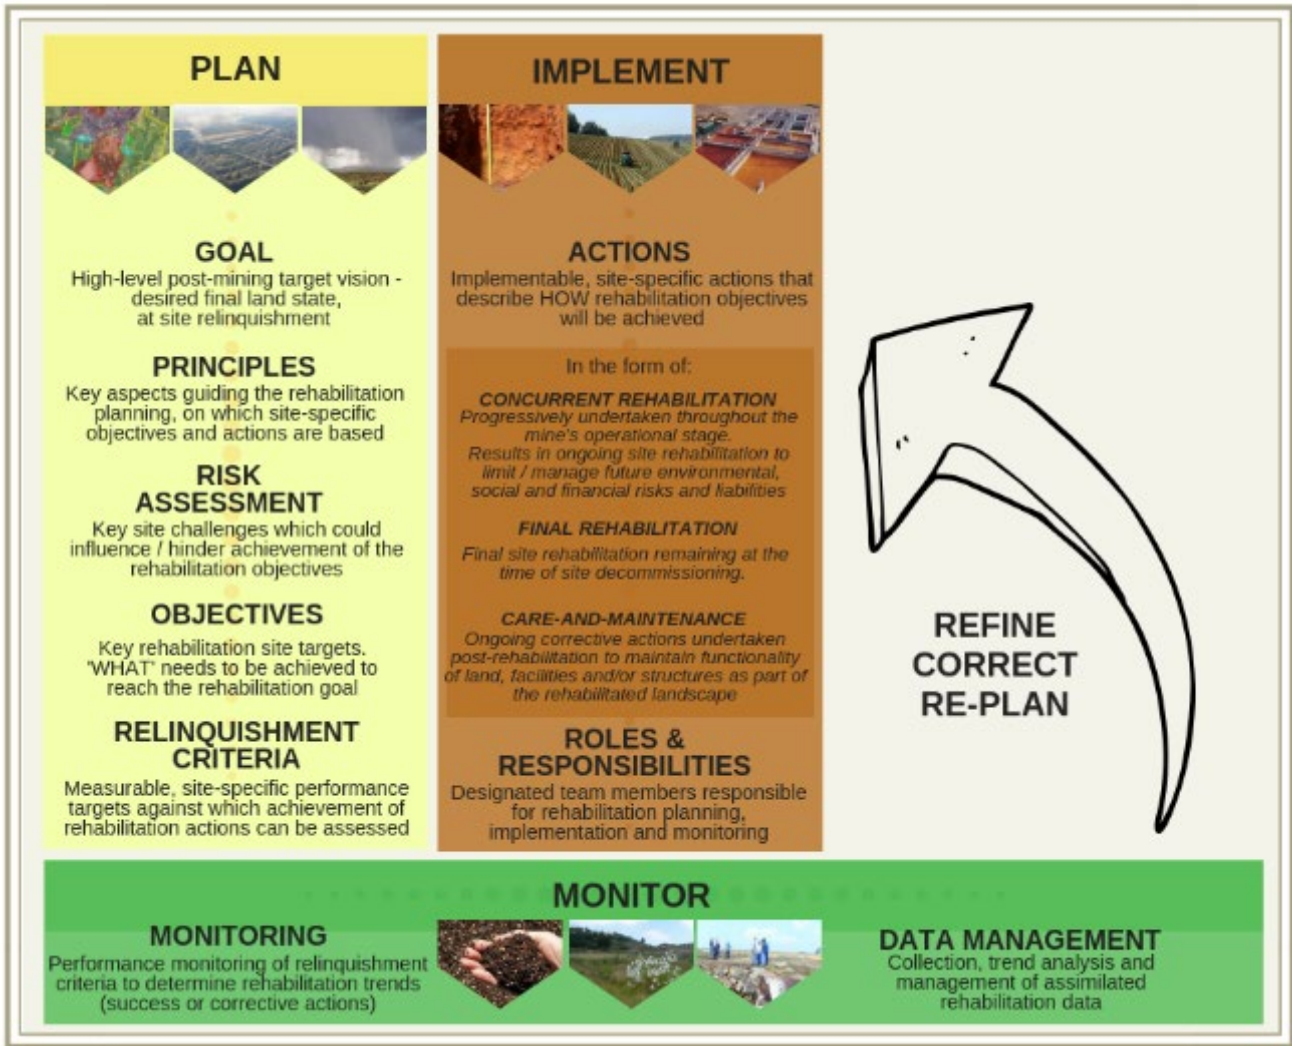 PLAN
GOAL
High-level post-mining target vision -
desired final land state,
at site relinquishment
PRINCIPLES
Key aspects guiding the rehabilitation
planning, on which site-specific
objectives and actions are based
RISK
ASSESSMENT
Key site challenges which could
influence / hinder achievement of the
rehabilitation objectives
OBJECTIVES
Key rehabilitation site targets.
'WHAT' needs to be achieved to
reach the rehabilitation goal
RELINQUISHMENT
CRITERIA
Measurable, site-specific performance
targets against which achievement of
rehabilitation actions can be assessed
IMPLEMENT
ACTIONS
Implementable, site-specific actions that
describe HOW rehabilitation objectives
will be achieved
In the form of:
CONCURRENT REHABILITATION
Progressively undertaken throughout the
mine's operational stage.
Results in ongoing site rehabilitation to
limit / manage future environmental,
social and financial risks and liabilities
FINAL REHABILITATION
Final site rehabilitation remaining at the
time of site decommissioning.
CARE-AND-MAINTENANCE
Ongoing corrective actions undertaken
post-rehabilitation to maintain functionality
of land, facilities and/or structures as part of
the rehabilitated landscape
ROLES &
RESPONSIBILITIES
Designated team members responsible
for rehabilitation planning,
implementation and monitoring
REFINE
CORRECT
RE-PLAN
MONITOR
MONITORING
Performance monitoring of relinquishment
criteria to determine rehabilitation trends
(success or corrective actions)
DATA MANAGEMENT
Collection, trend analysis and
management of assimilated
rehabilitation data